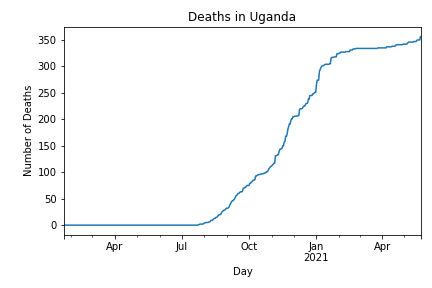 Deaths in Uganda
Number of Deaths
350
300
250
200
150
100
50
0
Apr
Jul
Oct
Jan
2021
Apr
Day